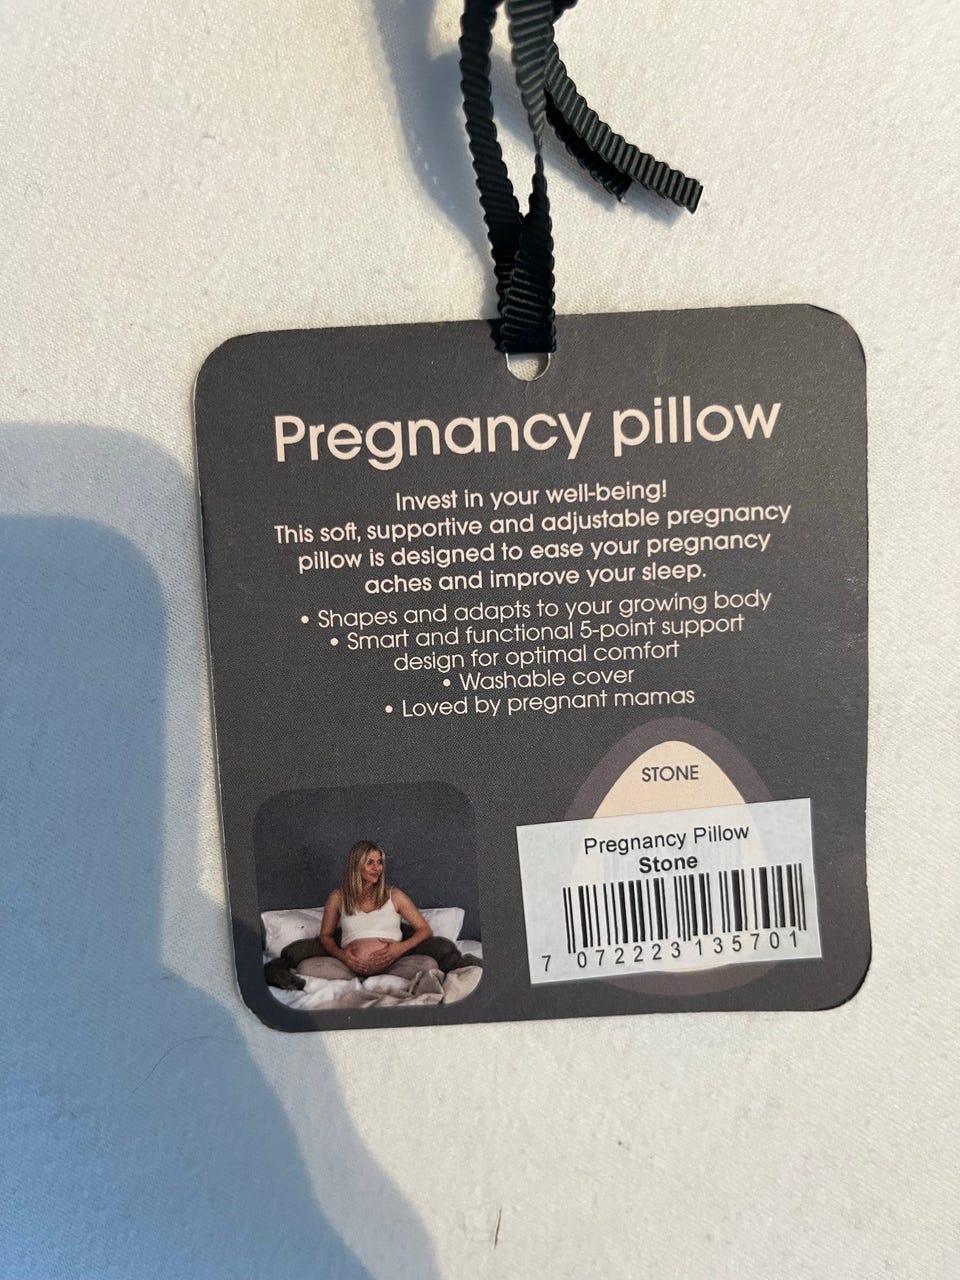 Pregnancy pillow
Invest in your well-being!
This soft, supportive and adjustable pregnancy
pillow is designed to ease your pregnancy
aches and improve your sleep.
• Shapes and adapts to your growing body
• Smart and functional 5-point support
design for optimal comfort
• Washable cover
• Loved by pregnant mamas
STONE
Pregnancy Pillow
Stone
7 072223 135701